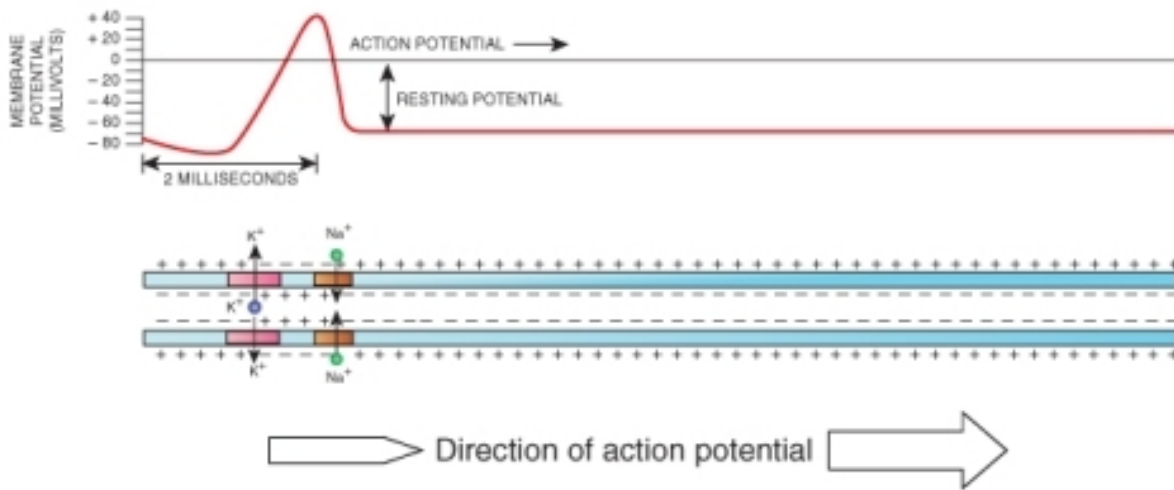 MEMBRANE
POTENTIAL
(MILLIVOLTS)
+ 40
+ 20
0
– 20
– 40
– 60
– 80
ACTION POTENTIAL
RESTING POTENTIAL
2 MILLISECONDS
K⁺
Na⁺
+ + + + + – – – – + + + + + + + + + + + + + + + + + + + + + + + + + + + + + + + + + + + + + + + +
K⁺
K⁺
Na⁺
Direction of action potential